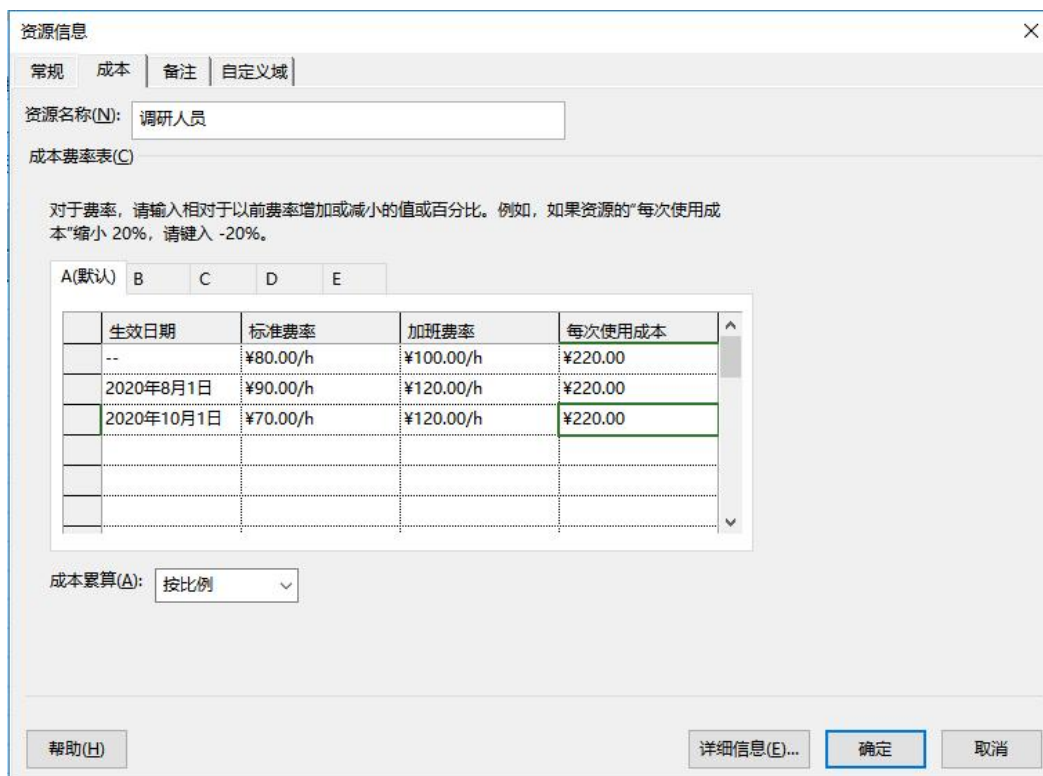 资源信息
常规 成本 备注 自定义域
资源名称(N): 调研人员
成本费率表(C)
对于费率，请输入相对于以前费率增加或减小的值或百分比。例如，如果资源的“每次使用成
本”缩小 20%，请键入 -20%。
A(默认) B C D E
生效日期 标准费率 加班费率 每次使用成本
-- ¥80.00/h ¥100.00/h ¥220.00
2020年8月1日 ¥90.00/h ¥120.00/h ¥220.00
2020年10月1日 ¥70.00/h ¥120.00/h ¥220.00
成本累算(A): 按比例
帮助(H) 详细信息(E)... 确定 取消